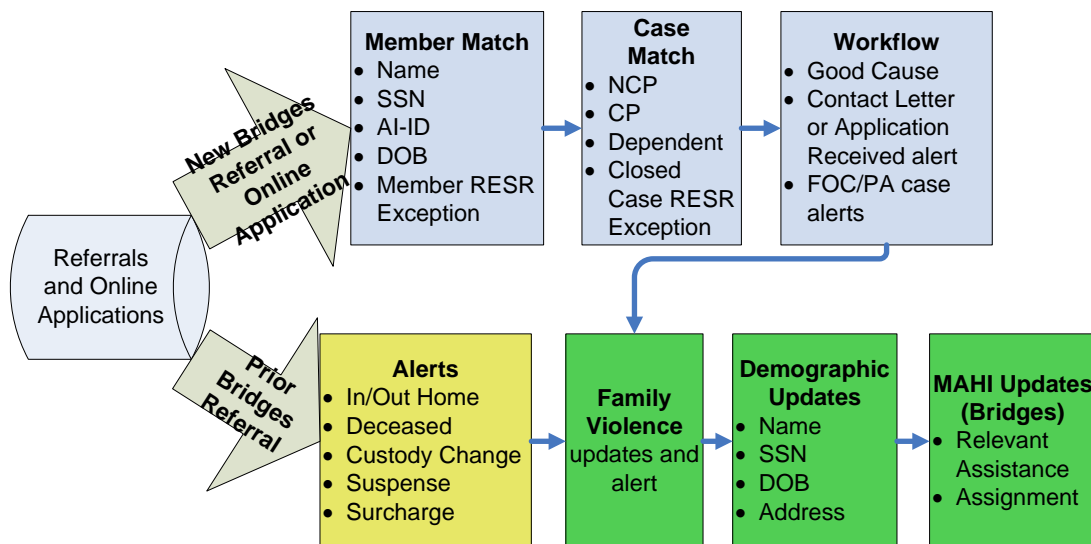 Referrals
and Online
Applications
New Bridges
Referral or
Online
Application
Member Match
• Name
• SSN
• AI-ID
• DOB
• Member RESR
Exception
Case
Match
• NCP
• CP
• Dependent
• Closed
Case RESR
Exception
Workflow
• Good Cause
• Contact Letter
or Application
Received alert
• FOC/PA case
alerts
Prior
Bridges
Referral
Alerts
• In/Out Home
• Deceased
• Custody Change
• Suspense
• Surcharge
Family
Violence
updates and
alert
Demographic
Updates
• Name
• SSN
• DOB
• Address
MAHI Updates
(Bridges)
• Relevant
Assistance
• Assignment